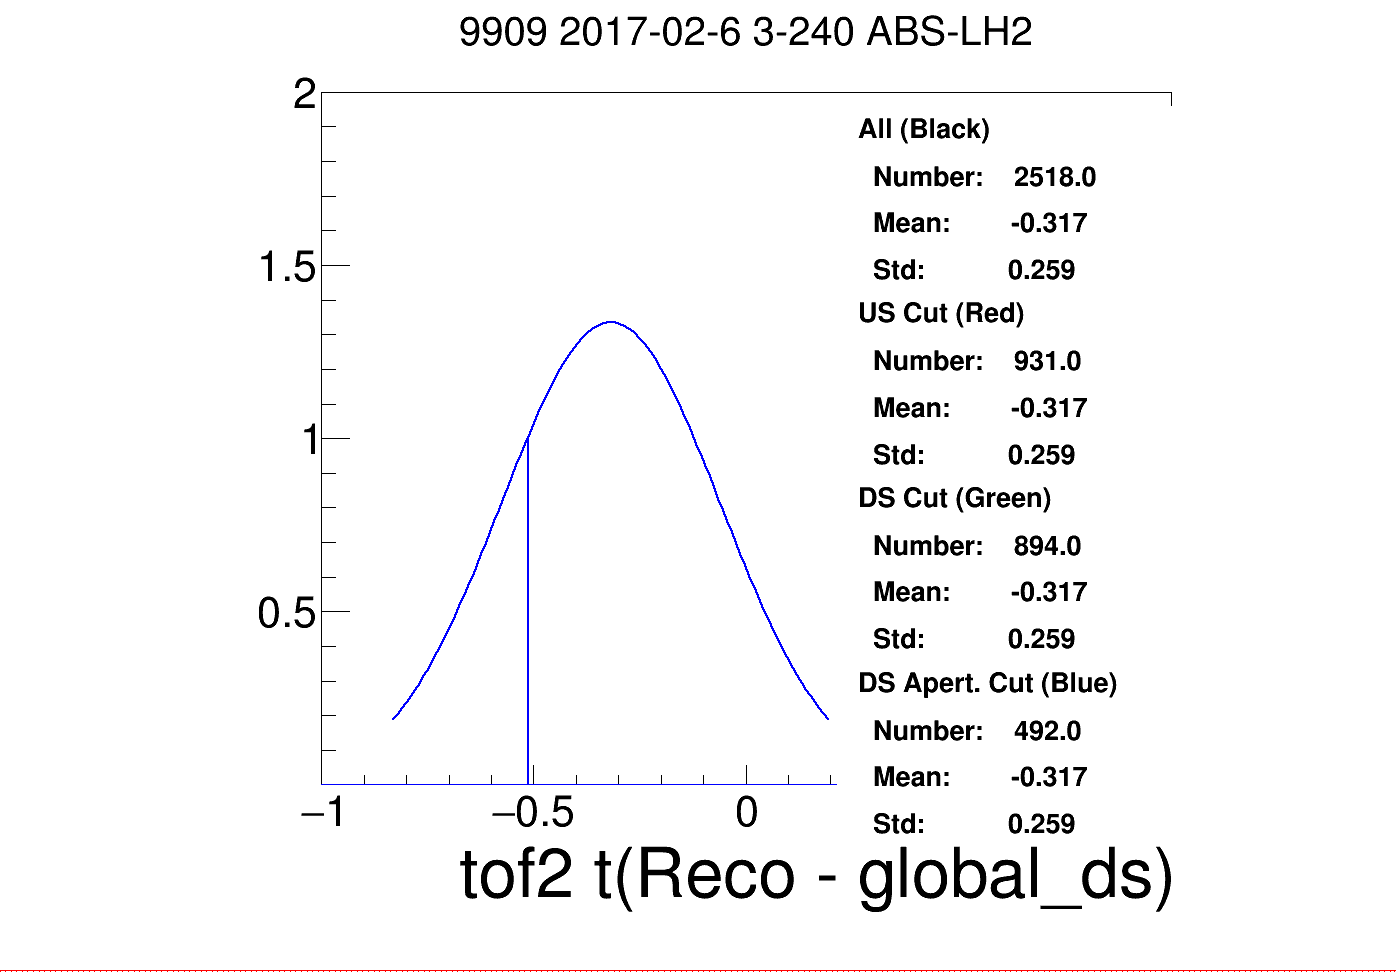 9909 2017-02-6 3-240 ABS-LH2
2
1.5
1
0.5
−1
−0.5
0
All (Black)
Number: 2518.0
Mean: -0.317
Std: 0.259
US Cut (Red)
Number: 931.0
Mean: -0.317
Std: 0.259
DS Cut (Green)
Number: 894.0
Mean: -0.317
Std: 0.259
DS Apert. Cut (Blue)
Number: 492.0
Mean: -0.317
Std: 0.259
tof2 t(Reco - global_ds)